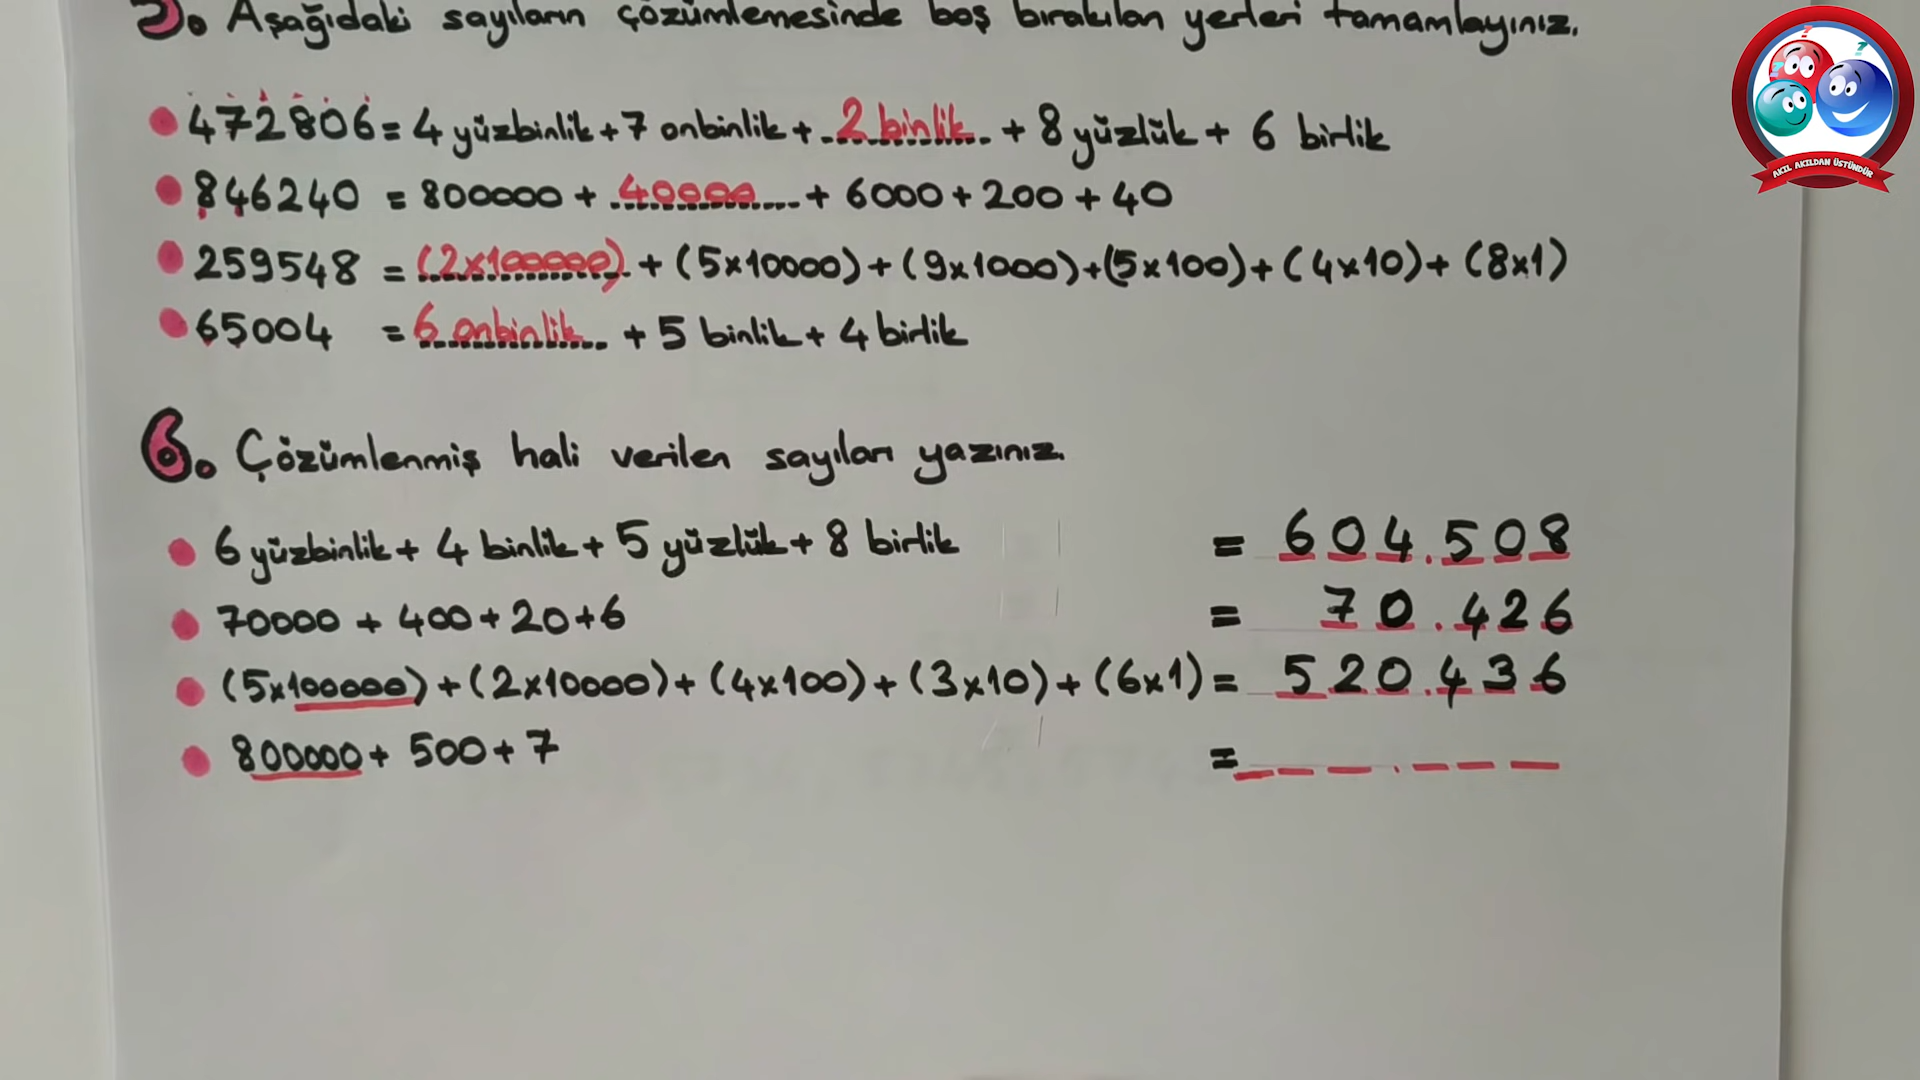 5. Aşağıdaki sayıların çözümlemesinde boş bırakılan yerleri tamamlayınız.
472806 = 4 yüzbinlik + 7 onbinlik + 2 binlik + 8 yüzlük + 6 birlik
846240 = 800000 + 40000 + 6000 + 200 + 40
259548 = (2x100000) + (5x10000) + (9x1000) + (5x100) + (4x10) + (8x1)
65004 = 6 onbinlik + 5 binlik + 4 birlik
6. Çözümlenmiş hali verilen sayıları yazınız.
6 yüzbinlik + 4 binlik + 5 yüzlük + 8 birlik = 604.508
70000 + 400 + 20 + 6 = 70.426
(5x100000) + (2x10000) + (4x100) + (3x10) + (6x1) = 520.436
800000 + 500 + 7 = _ _ _ . _ _ _
AKIL AKILDAN ÜSTÜNDÜR